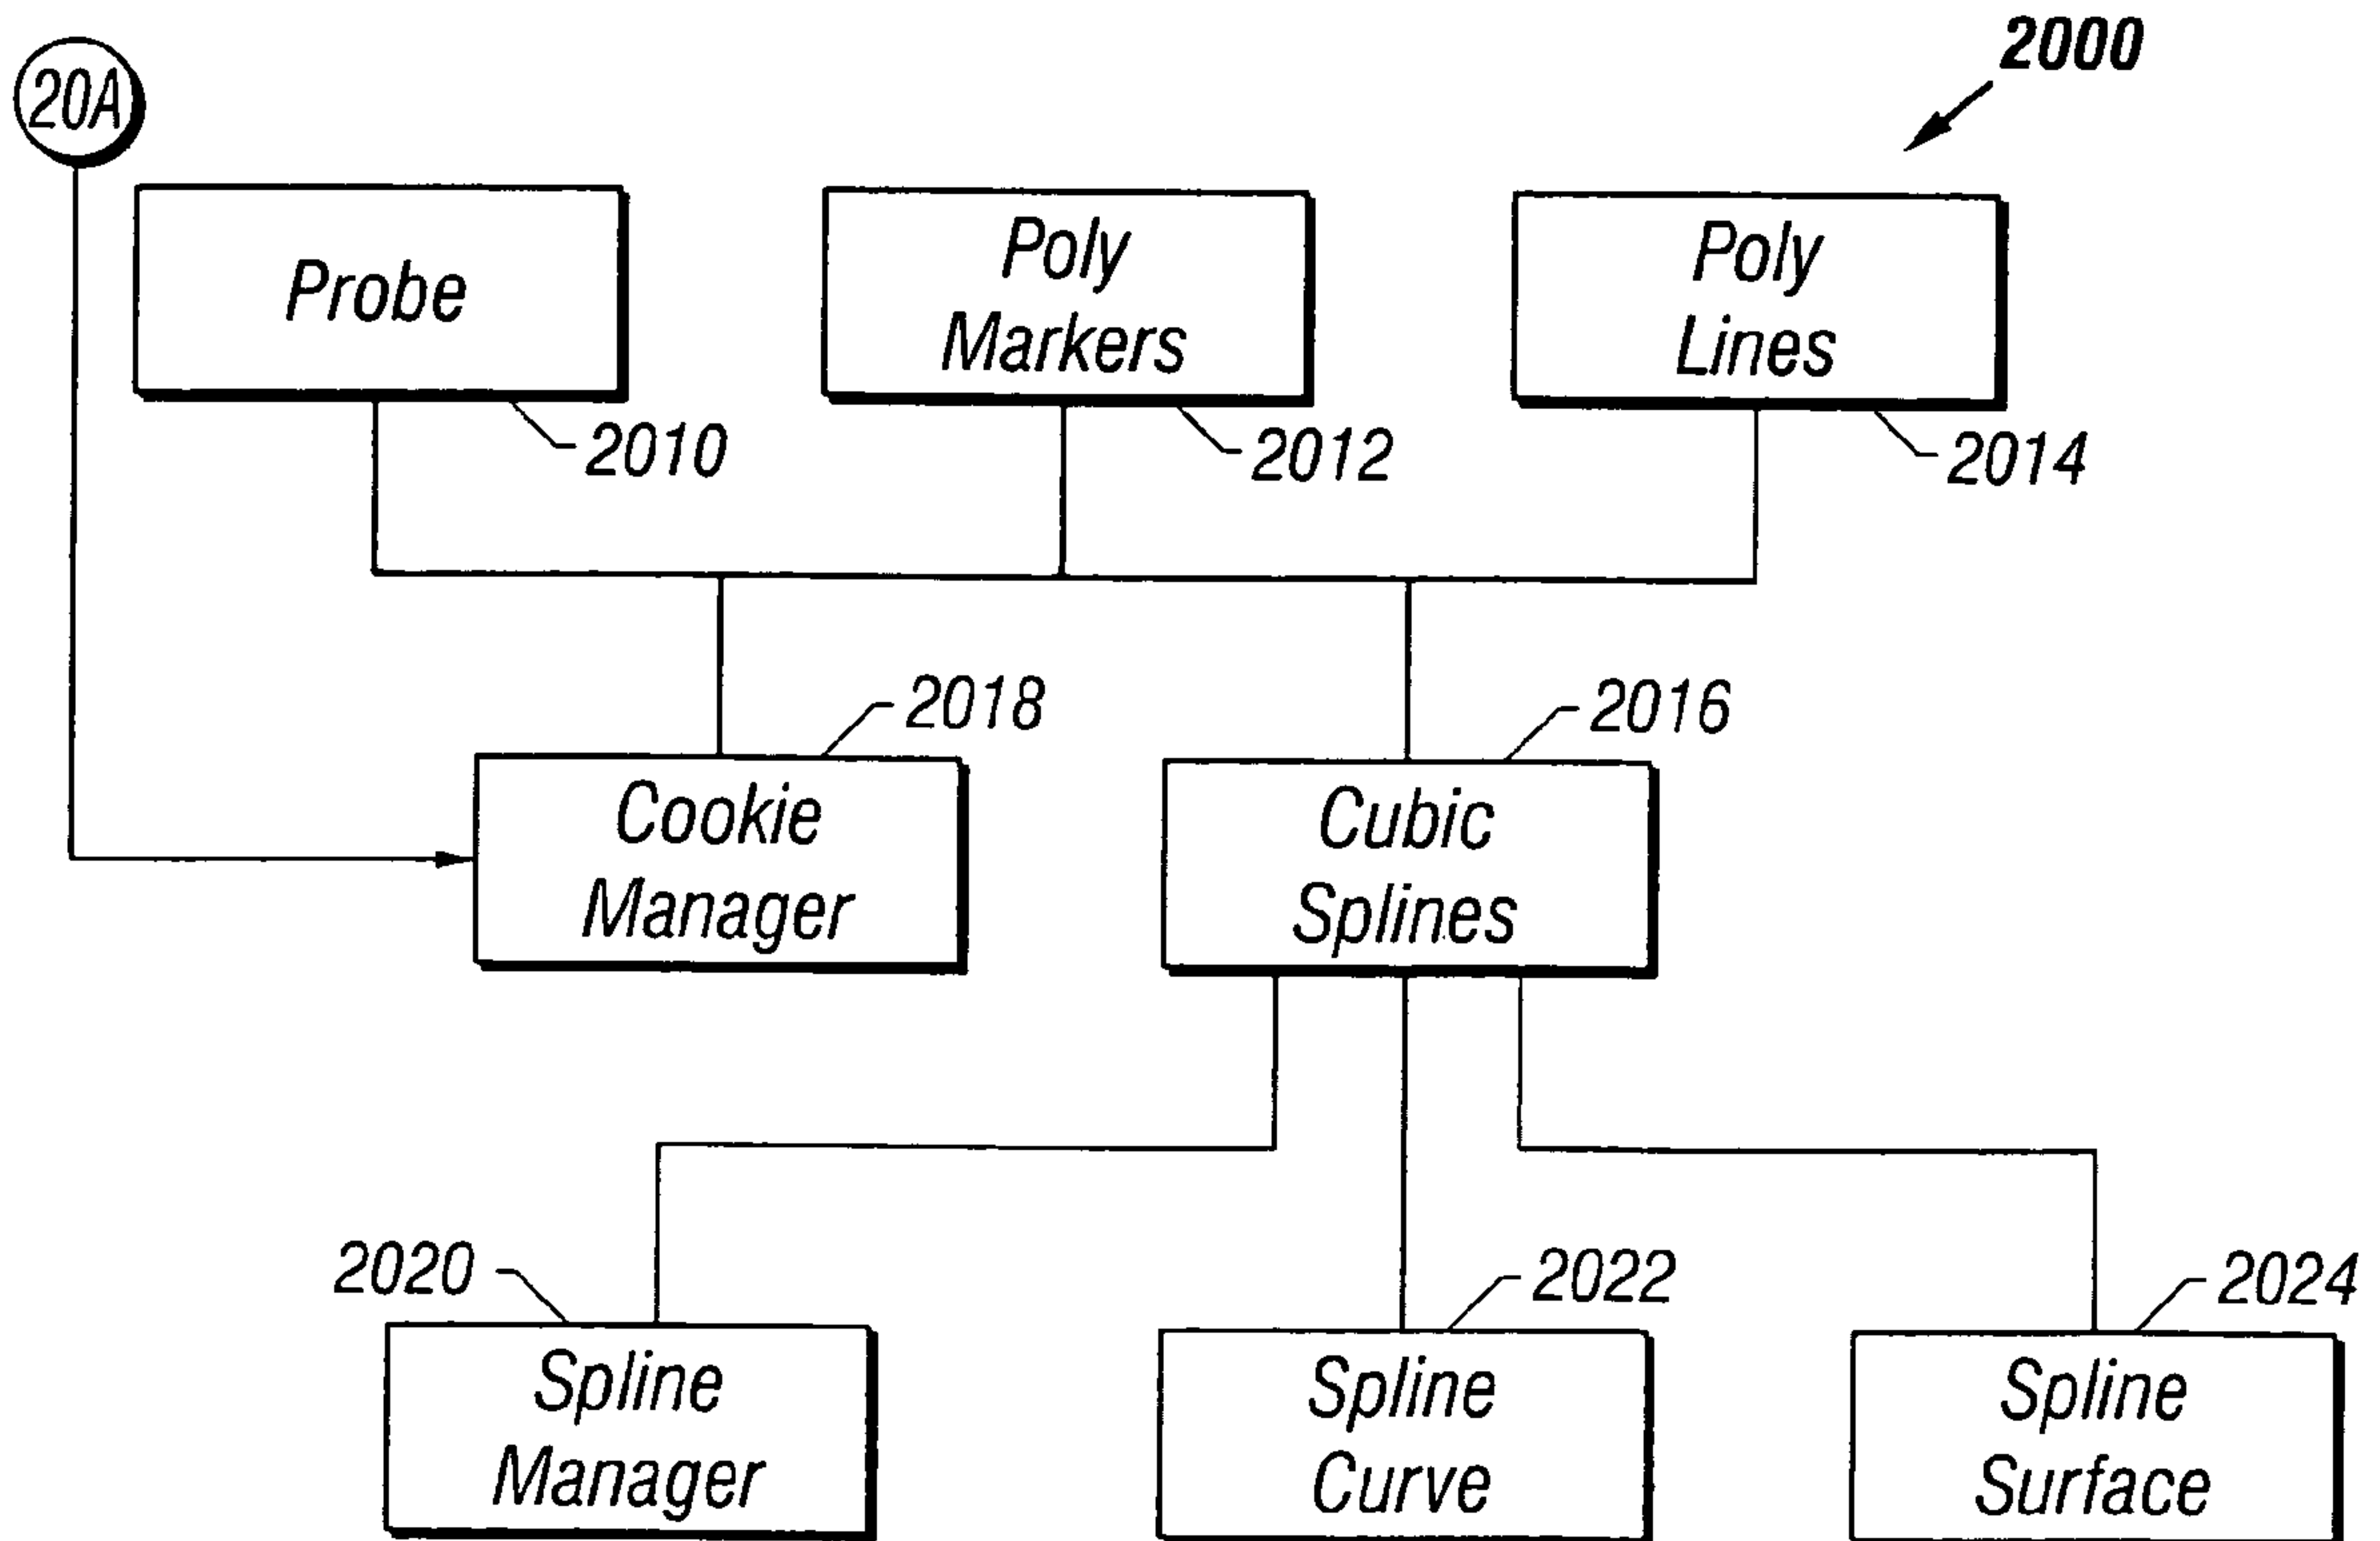 2000
20A
Probe
2010
Poly
Markers
2012
Poly
Lines
2014
2018
Cookie
Manager
2016
Cubic
Splines
2020
Spline
Manager
2022
Spline
Curve
2024
Spline
Surface